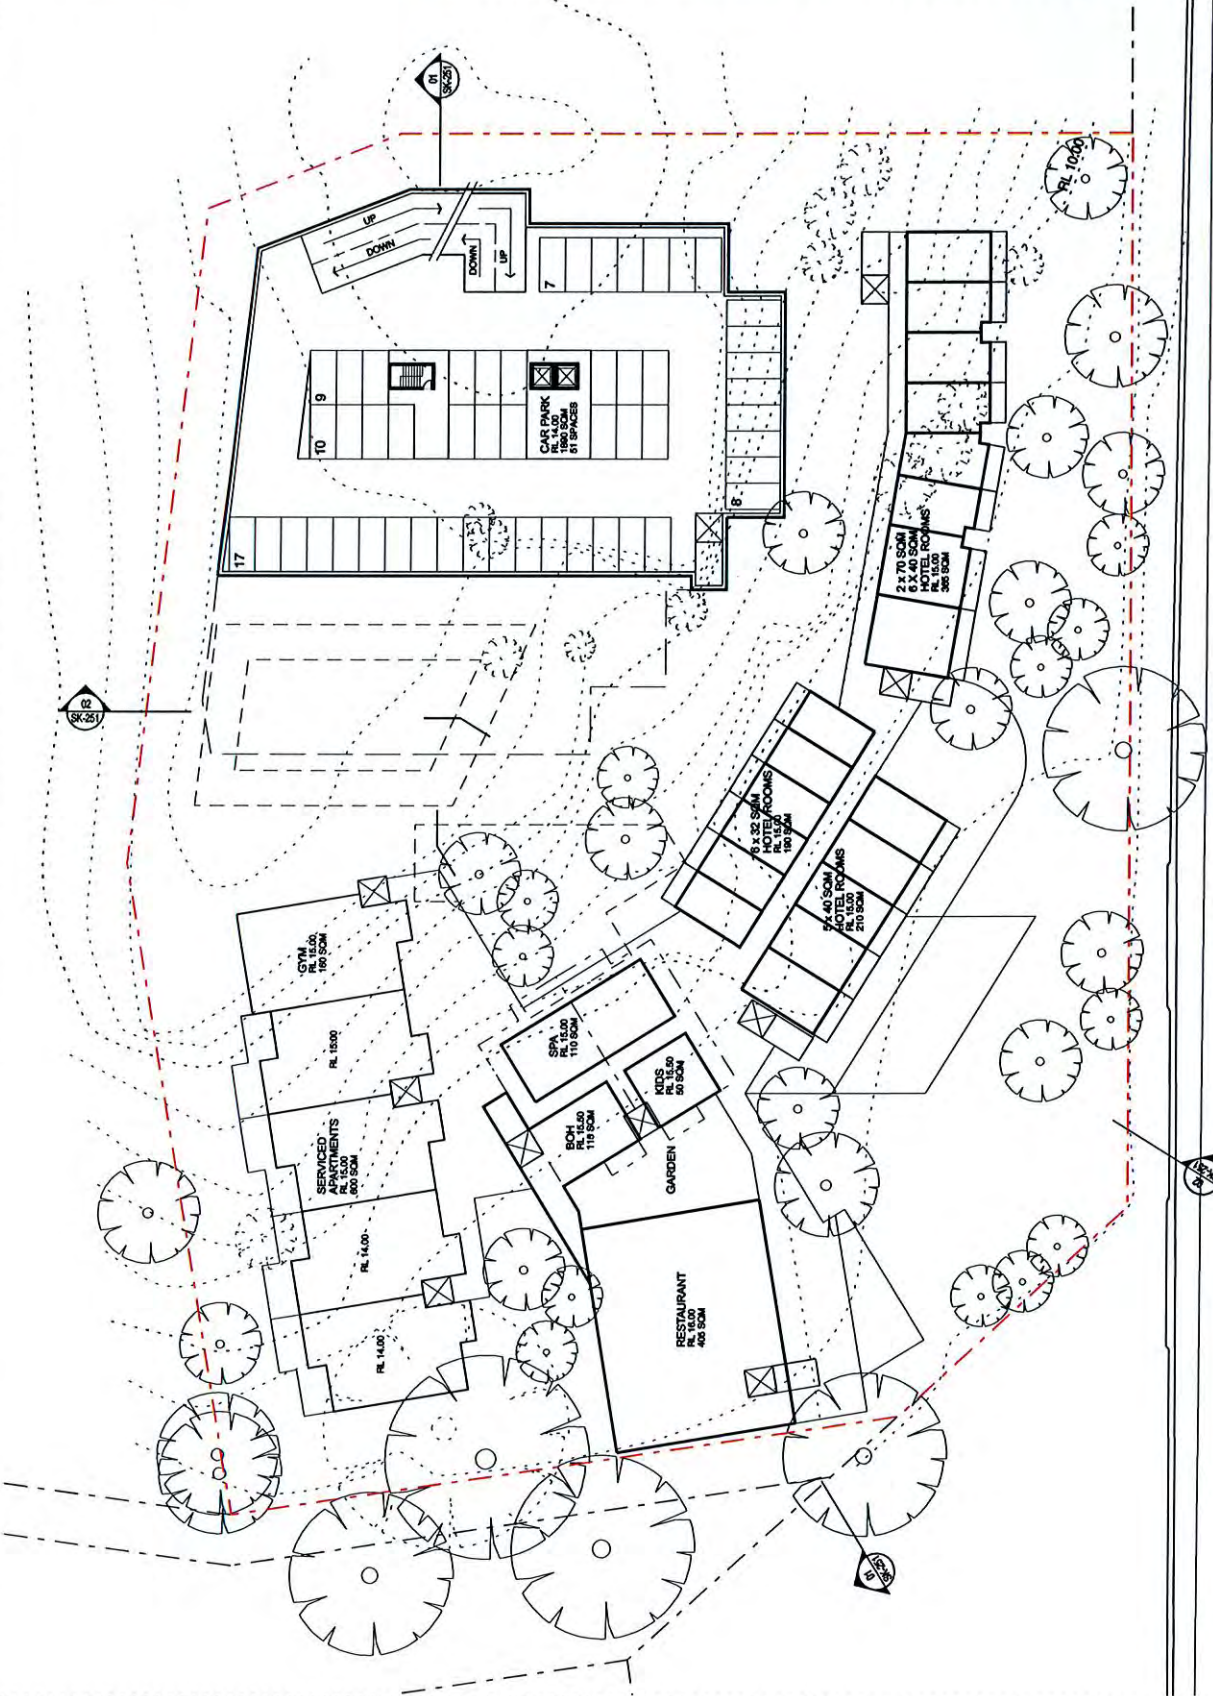 01
SK-251
UP
DOWN
DOWN
UP
7
RL 10:00
9
10
CAR PARK
RL 14.00
1890 SQM
51 SPACES
8
17
2 x 70 SQM
6 X 40 SQM
HOTEL ROOMS
RL 15.00
365 SQM
02
SK-251
6 x 32 SQM
HOTEL ROOMS
RL 15.00
190 SQM
5 x 40 SQM
HOTEL ROOMS
RL 15.00
210 SQM
GYM
RL 15.00
160 SQM
RL 15:00
SPA
RL 15.00
110 SQM
KIDS
RL 15.50
50 SQM
BOH
RL 15.50
115 SQM
SERVICED
APARTMENTS
RL 15.00
600 SQM
GARDEN
RL 14.00
RL 14.00
RESTAURANT
RL 16.00
405 SQM
01
SK-251